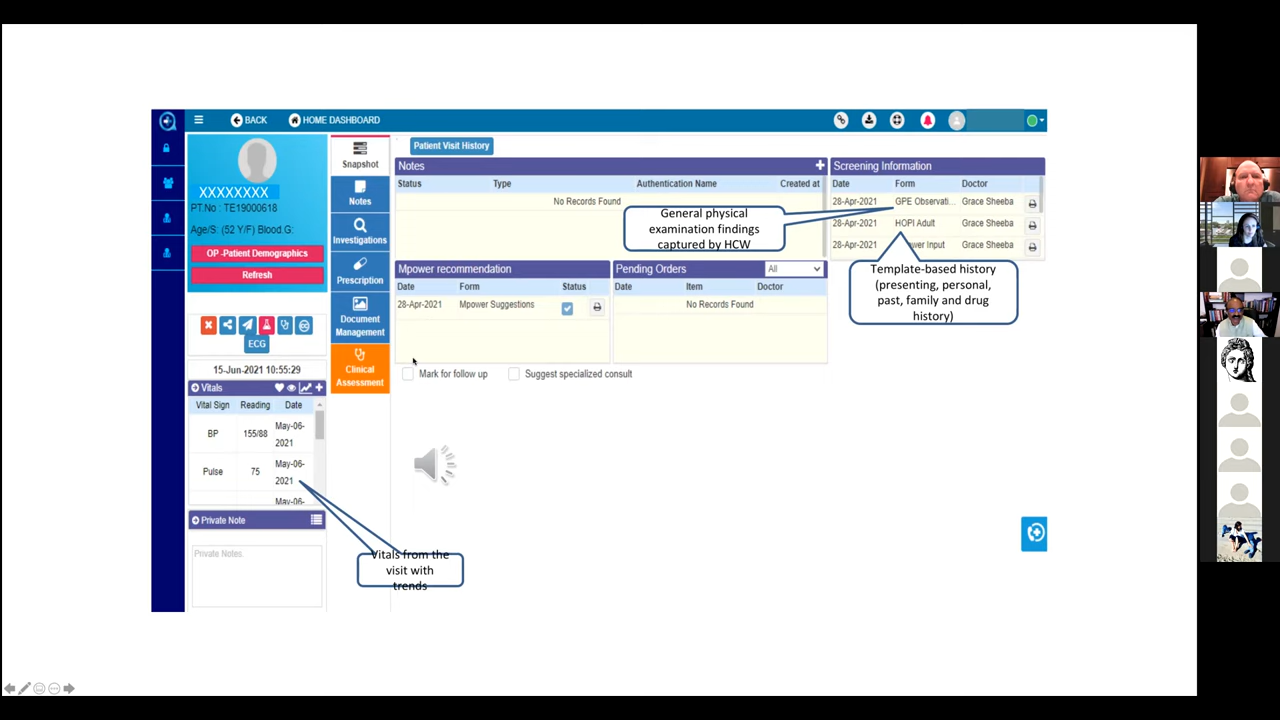 BACK
HOME DASHBOARD
XXXXXXXX
PT.No : TE19000618
Age/S: (52 Y/F) Blood.G:
OP -Patient Demographics
Refresh
ECG
15-Jun-2021 10:55:29
Vitals
Vital Sign Reading Date
BP 155/88 May-06-
2021
Pulse 75 May-06-
2021
May-06-
Private Note
Private Notes
Snapshot
Notes
Investigations
Prescription
Document
Management
Clinical
Assessment
Patient Visit History
Notes
Status Type Authentication Name Created at
No Records Found
Screening Information
Date Form Doctor
28-Apr-2021 GPE Observati... Grace Sheeba
28-Apr-2021 HOPI Adult Grace Sheeba
28-Apr-2021 Input Grace Sheeba
General physical
examination findings
captured by HCW
Template-based history
(presenting, personal,
past, family and drug
history)
Mpower recommendation
Date Form Status
28-Apr-2021 Mpower Suggestions
Pending Orders
All
Date Item Doctor
No Records Found
Mark for follow up
Suggest specialized consult
Vitals from the
visit with
trends